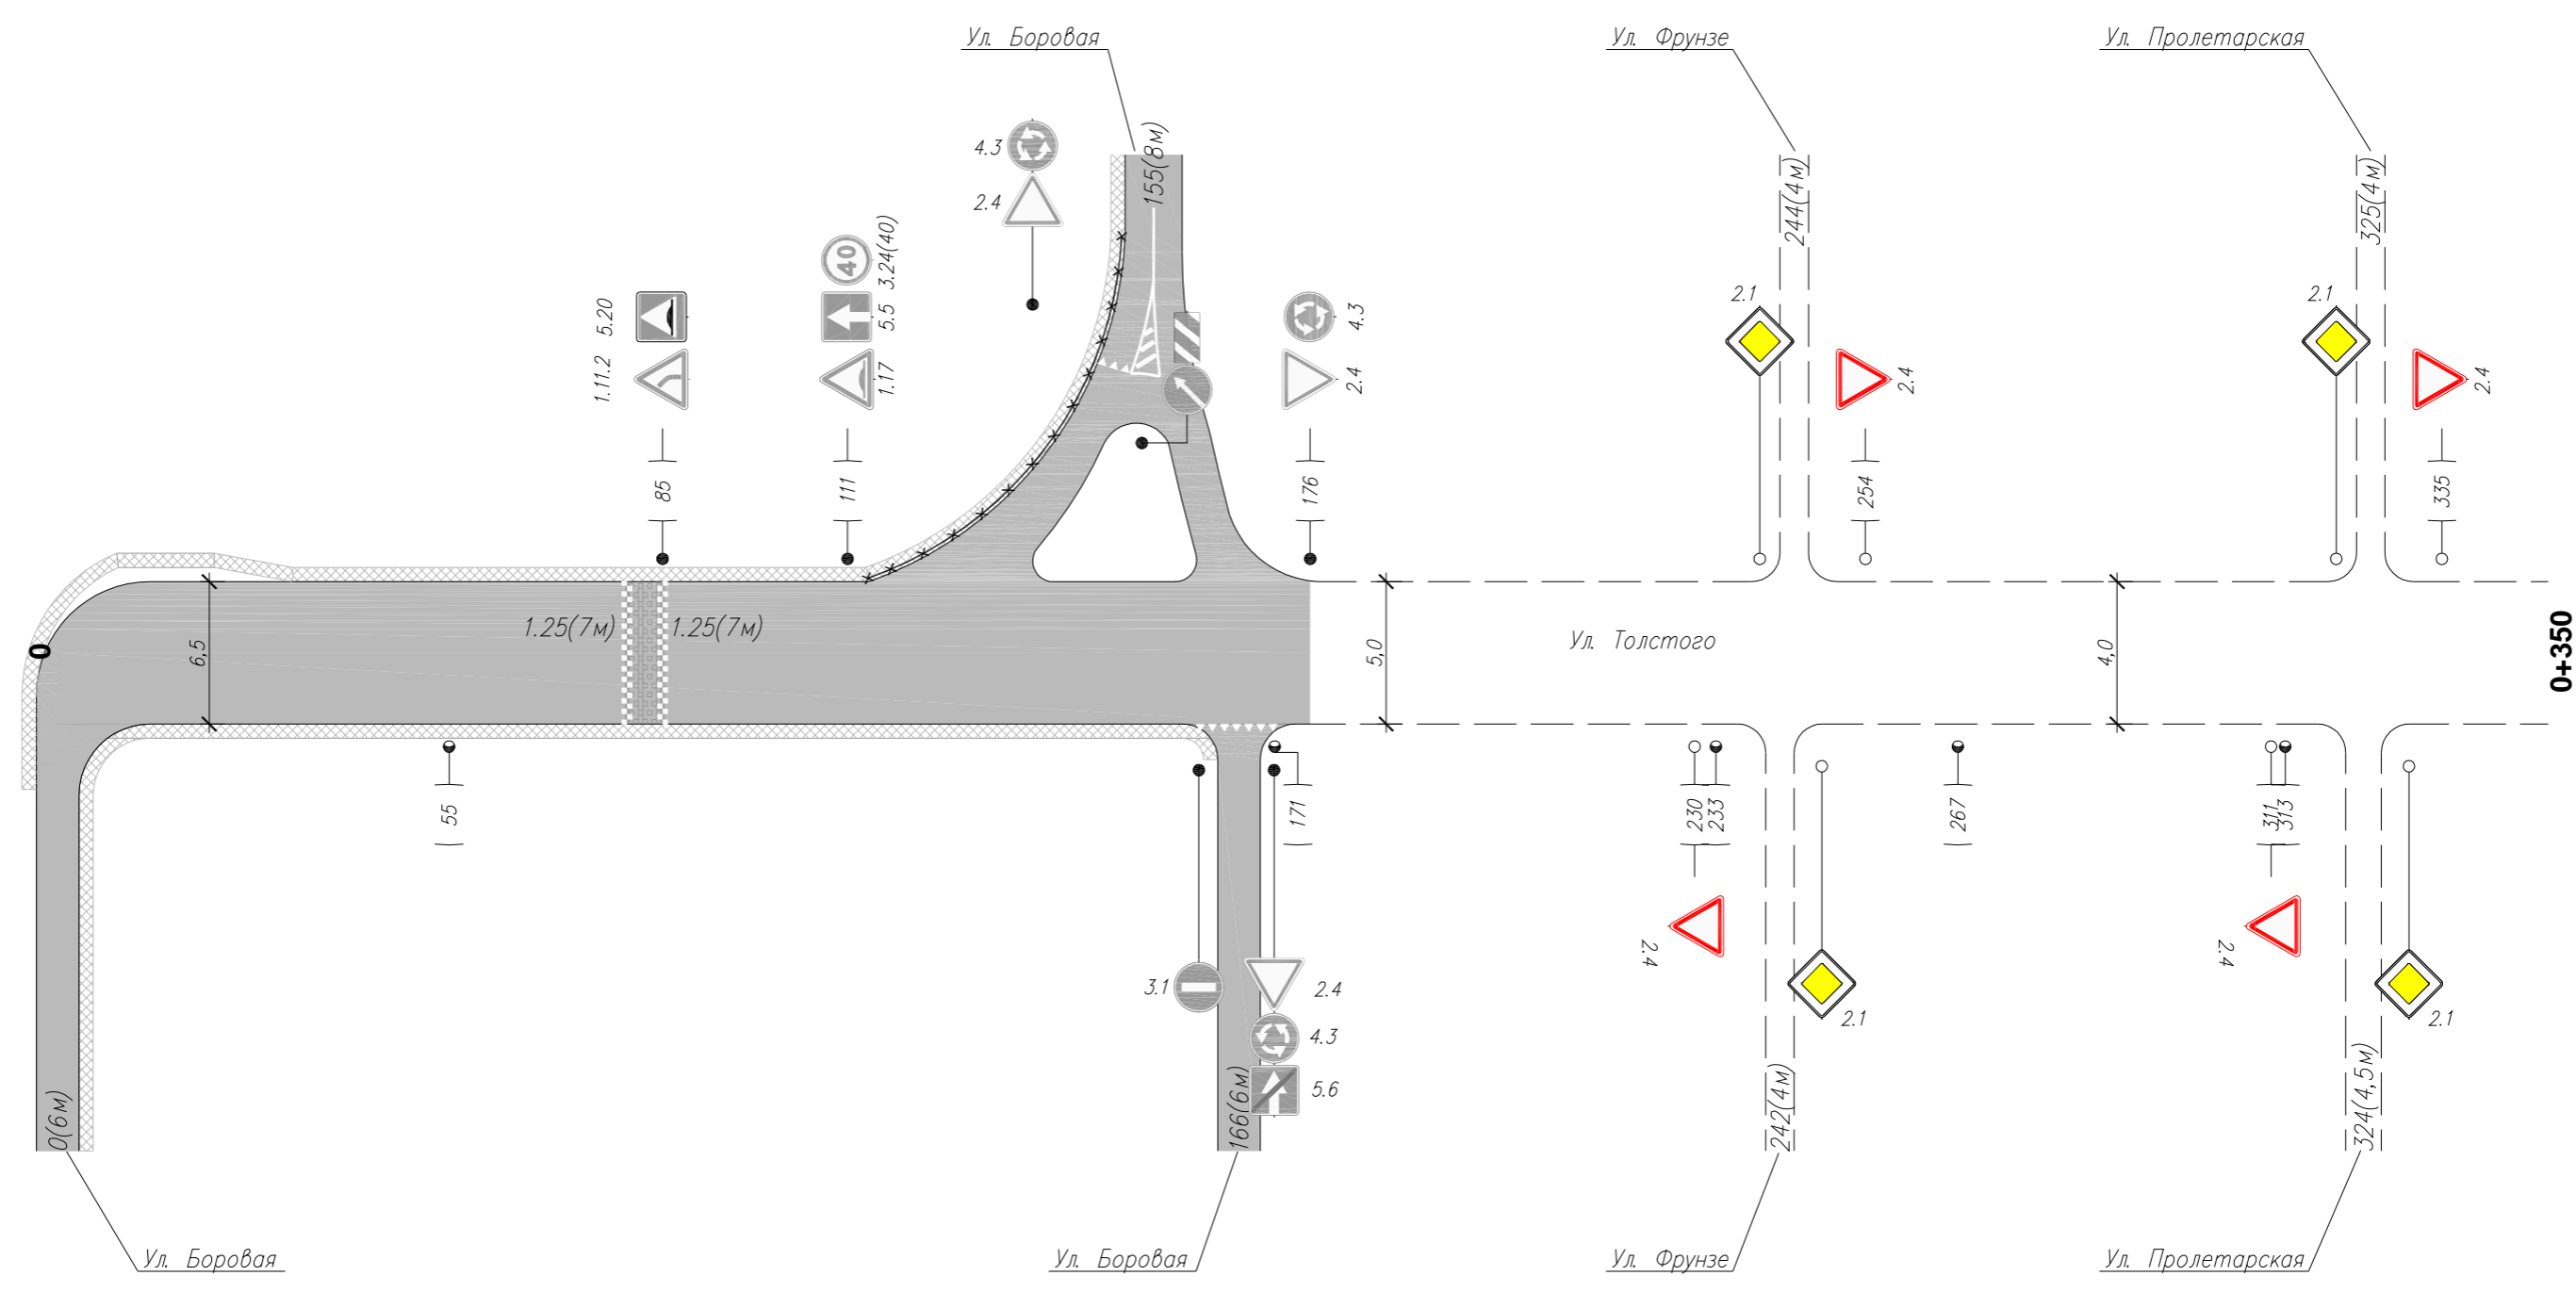 Ул. Боровая
Ул. Фрунзе
Ул. Пролетарская
4.3
2.4
155(8м)
244(4м)
325(4м)
3.24(40)
40
5.20
5.5
1.11.2
1.17
4.3
2.4
2.1
2.4
2.1
2.4
85
111
176
254
335
0
6,5
1.25(7м)
1.25(7м)
5,0
Ул. Толстого
4,0
0+350
55
171
230
233
267
311
313
3.1
2.4
4.3
5.6
2.4
2.1
2.4
2.1
0(6м)
166(6м)
242(4м)
324(4,5м)
Ул. Боровая
Ул. Боровая
Ул. Фрунзе
Ул. Пролетарская